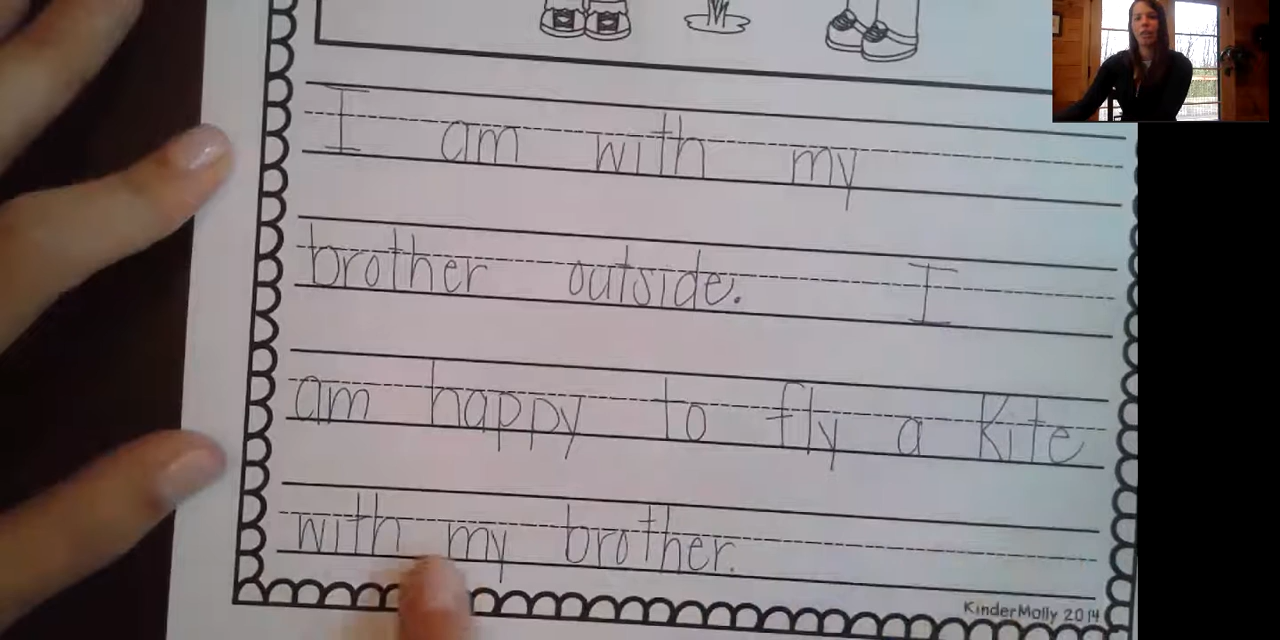 I am with my
brother outside. I
am happy to fly a kite
with my brother.
KinderMolly 2014